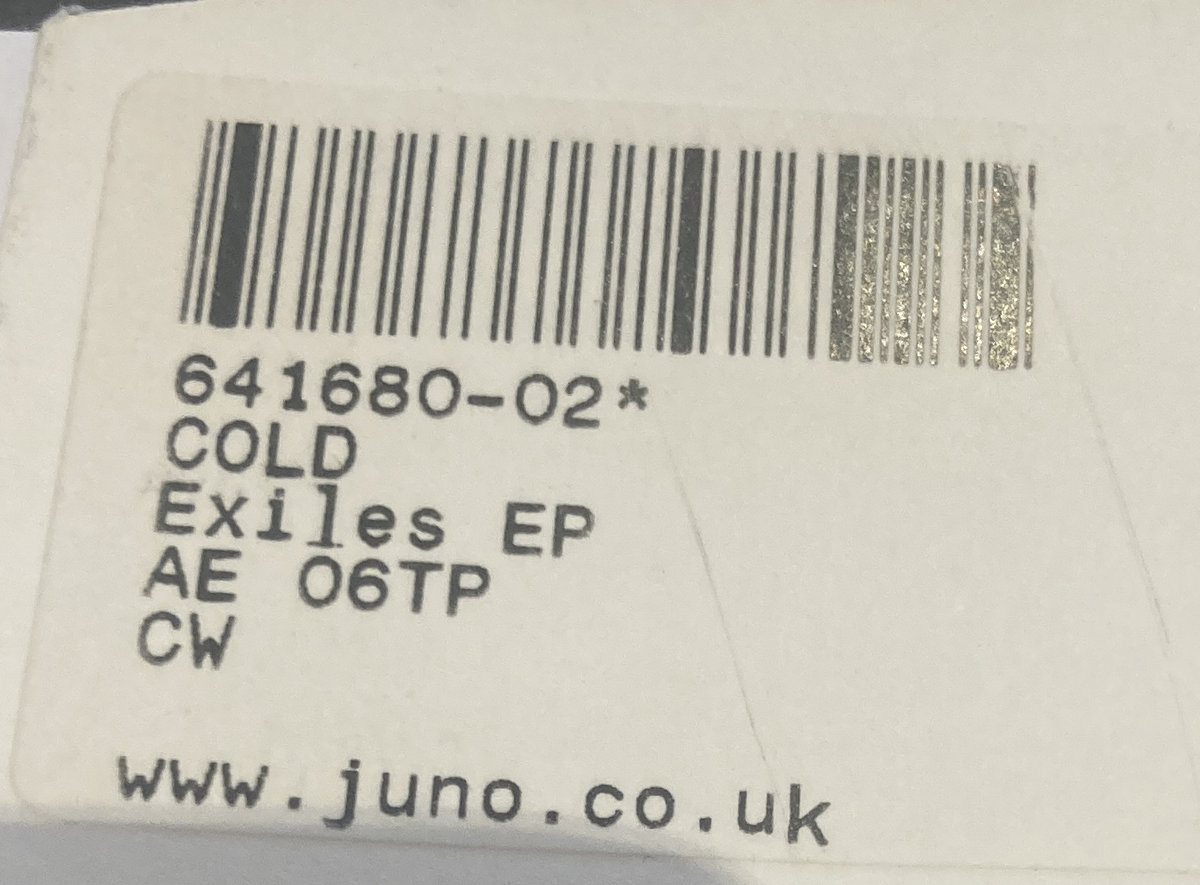 641680-02*
COLD
Exiles EP
AE 06TP
CW
www.juno.co.uk